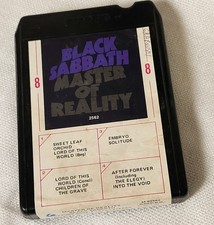 BLACK
SABBATH
MASTER
OF
REALITY
2562
8
8
1
SWEET LEAF
ORCHID
LORD OF THIS
WORLD (Beg)
2
EMBRYO
SOLITUDE
3
LORD OF THIS
WORLD (Concl)
CHILDREN OF
THE GRAVE
4
AFTER FOREVER
(Including
THE ELEGY)
INTO THE VOID